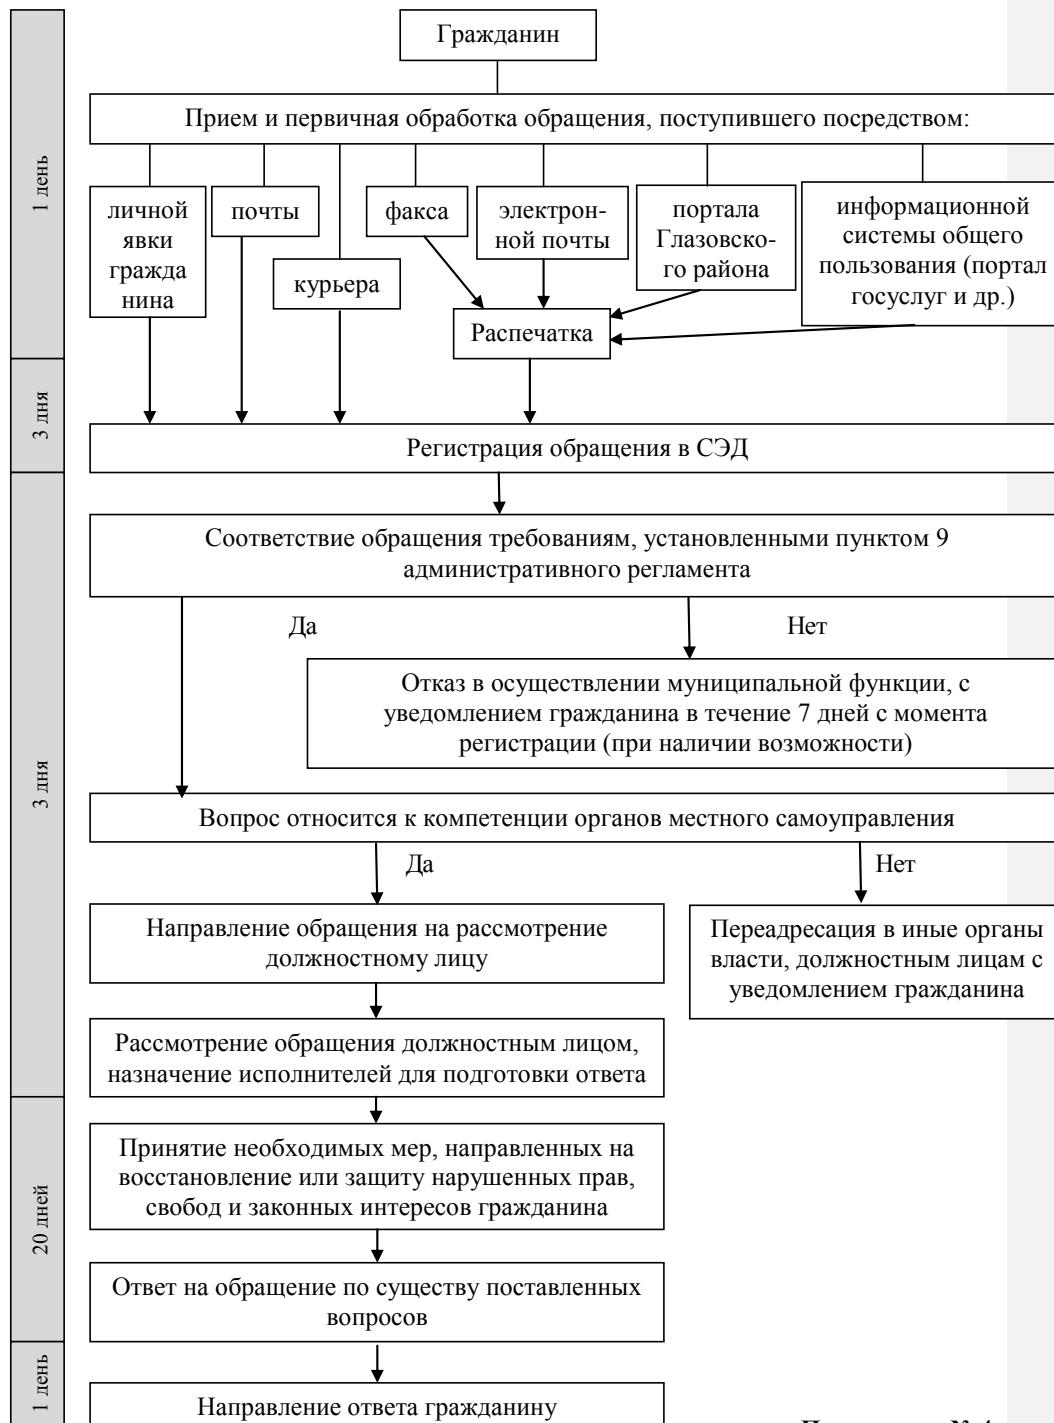 Гражданин
1 день
Прием и первичная обработка обращения, поступившего посредством:
личной
явки
гражда
нина
почты
курьера
факса
электрон-
ной почты
портала
Глазовско-
го района
информационной
системы общего
пользования (портал
госуслуг и др.)
Распечатка
3 дня
Регистрация обращения в СЭД
3 дня
Соответствие обращения требованиям, установленными пунктом 9
административного регламента
Да
Нет
Отказ в осуществлении муниципальной функции, с
уведомлением гражданина в течение 7 дней с момента
регистрации (при наличии возможности)
Вопрос относится к компетенции органов местного самоуправления
Да
Нет
Направление обращения на рассмотрение
должностному лицу
Переадресация в иные органы
власти, должностным лицам с
уведомлением гражданина
Рассмотрение обращения должностным лицом,
назначение исполнителей для подготовки ответа
20 дней
Принятие необходимых мер, направленных на
восстановление или защиту нарушенных прав,
свобод и законных интересов гражданина
Ответ на обращение по существу поставленных
вопросов
1 день
Направление ответа гражданину